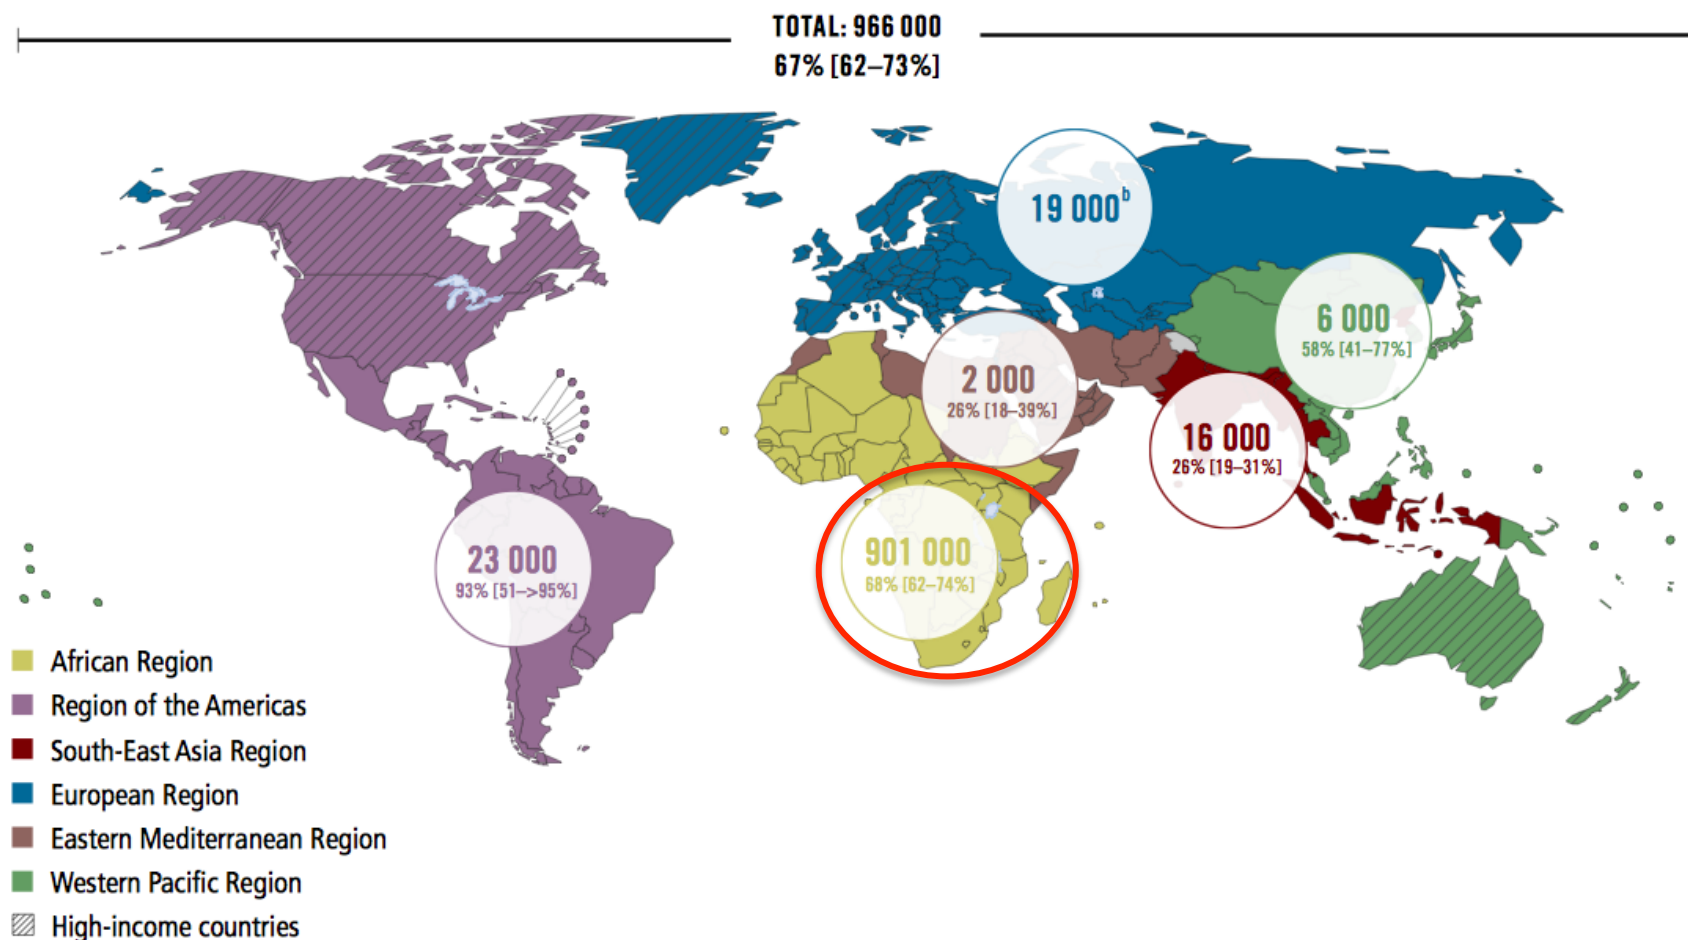 TOTAL: 966 000
67% [62–73%]
19 000b
6 000
58% [41–77%]
2 000
26% [18–39%]
16 000
26% [19–31%]
901 000
68% [62–74%]
23 000
93% [51–>95%]
African Region
Region of the Americas
South-East Asia Region
European Region
Eastern Mediterranean Region
Western Pacific Region
High-income countries